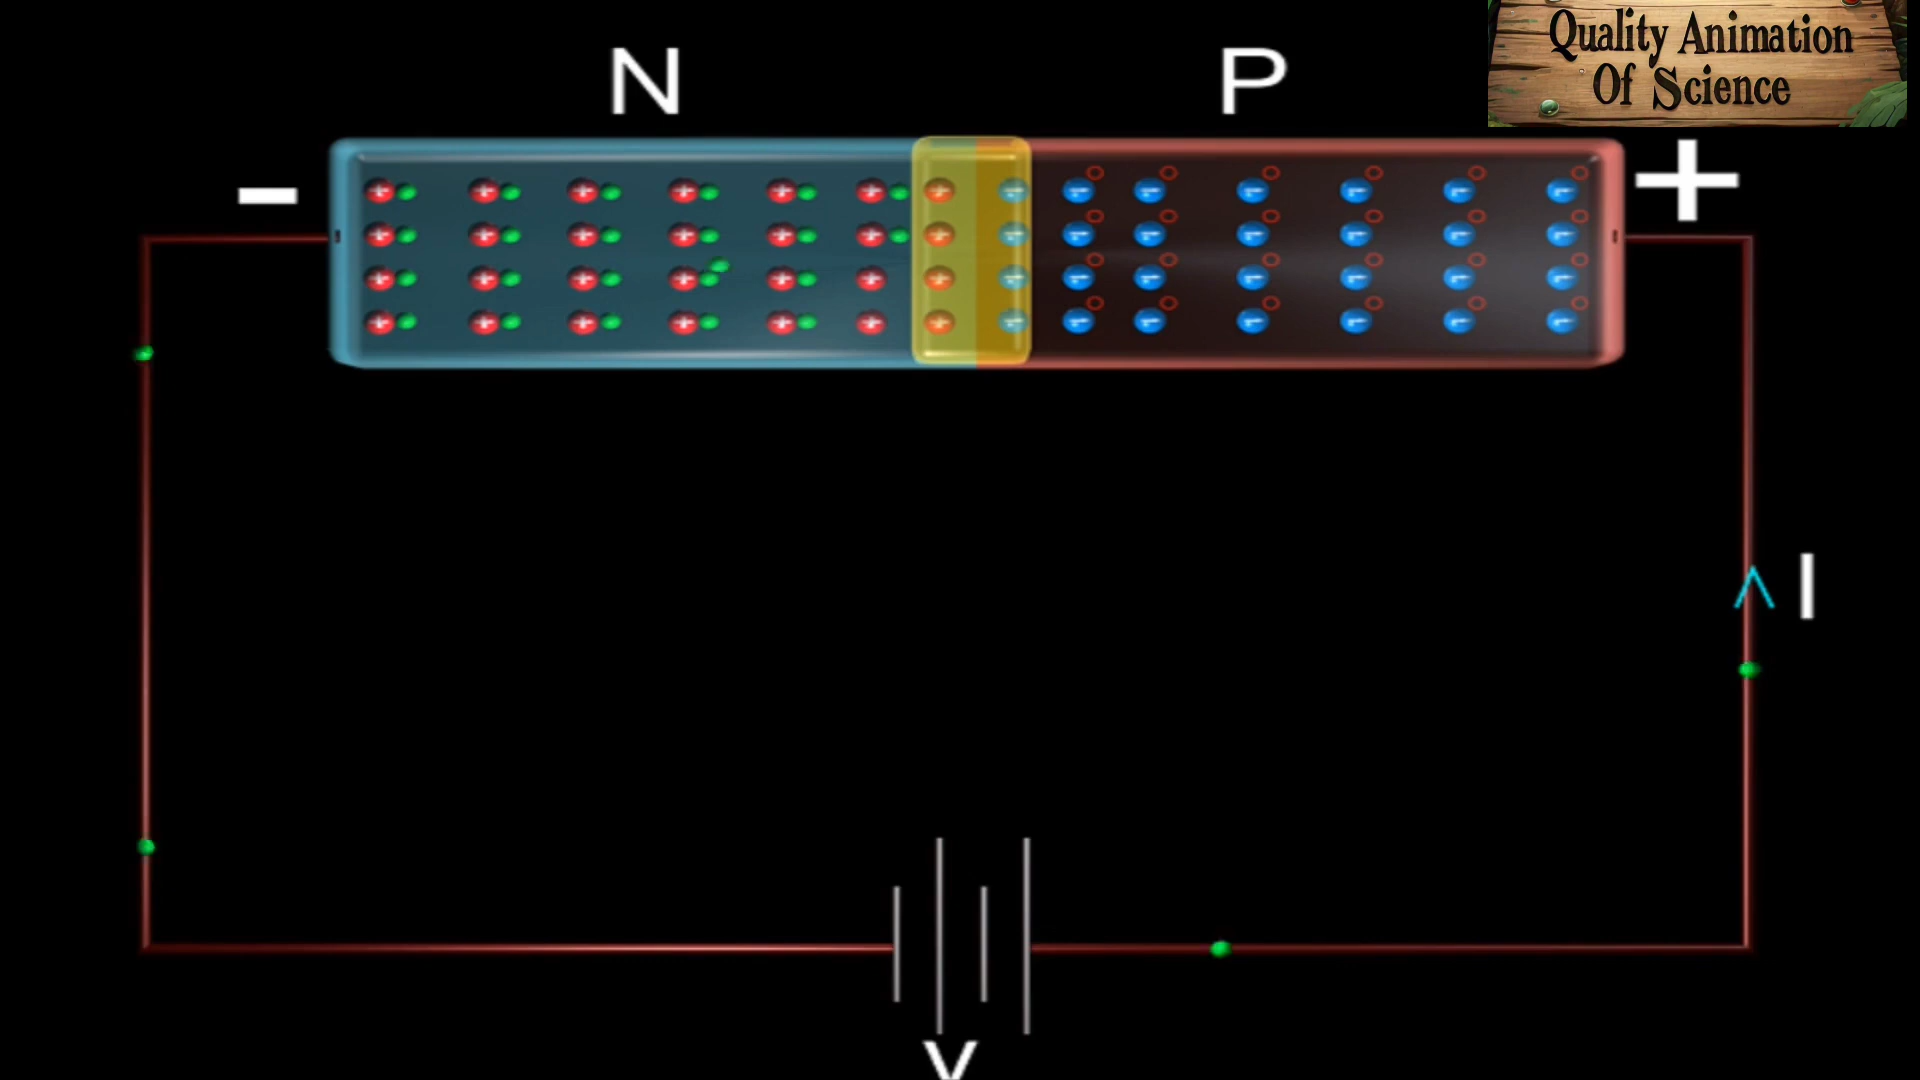 N
P
Quality Animation
Of Science
-
+
I
V